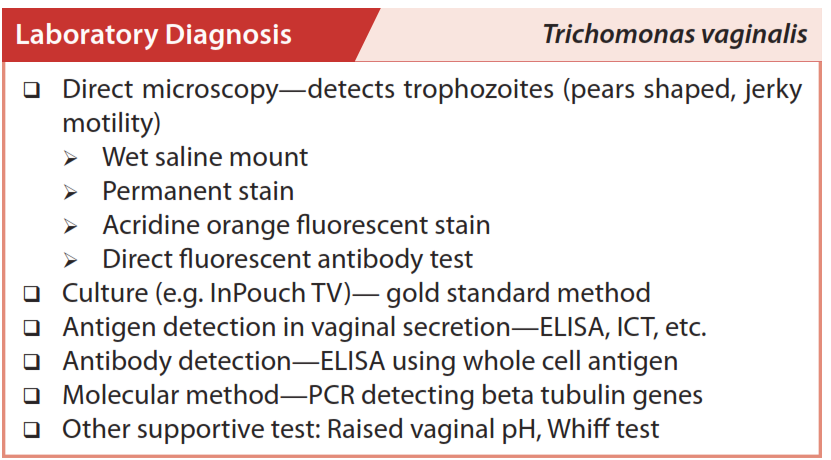 Laboratory Diagnosis
Trichomonas vaginalis
❑ Direct microscopy—detects trophozoites (pears shaped, jerky
motility)
➢ Wet saline mount
➢ Permanent stain
➢ Acridine orange fluorescent stain
➢ Direct fluorescent antibody test
❑ Culture (e.g. InPouch TV)— gold standard method
❑ Antigen detection in vaginal secretion—ELISA, ICT, etc.
❑ Antibody detection—ELISA using whole cell antigen
❑ Molecular method—PCR detecting beta tubulin genes
❑ Other supportive test: Raised vaginal pH, Whiff test